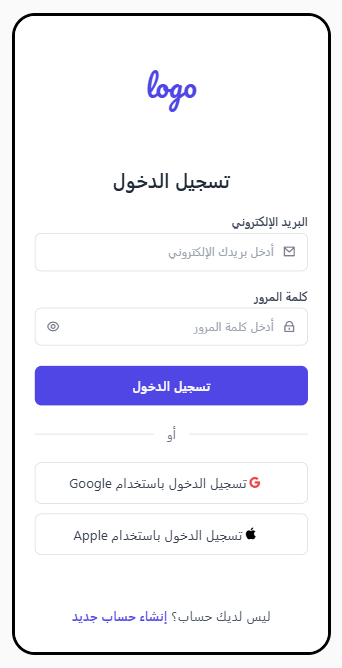 logo
تسجيل الدخول
البريد الإلكتروني
أدخل بريدك الإلكتروني
كلمة المرور
أدخل كلمة المرور
تسجيل الدخول
أو
تسجيل الدخول باستخدام Google
تسجيل الدخول باستخدام Apple
ليس لديك حساب؟ إنشاء حساب جديد